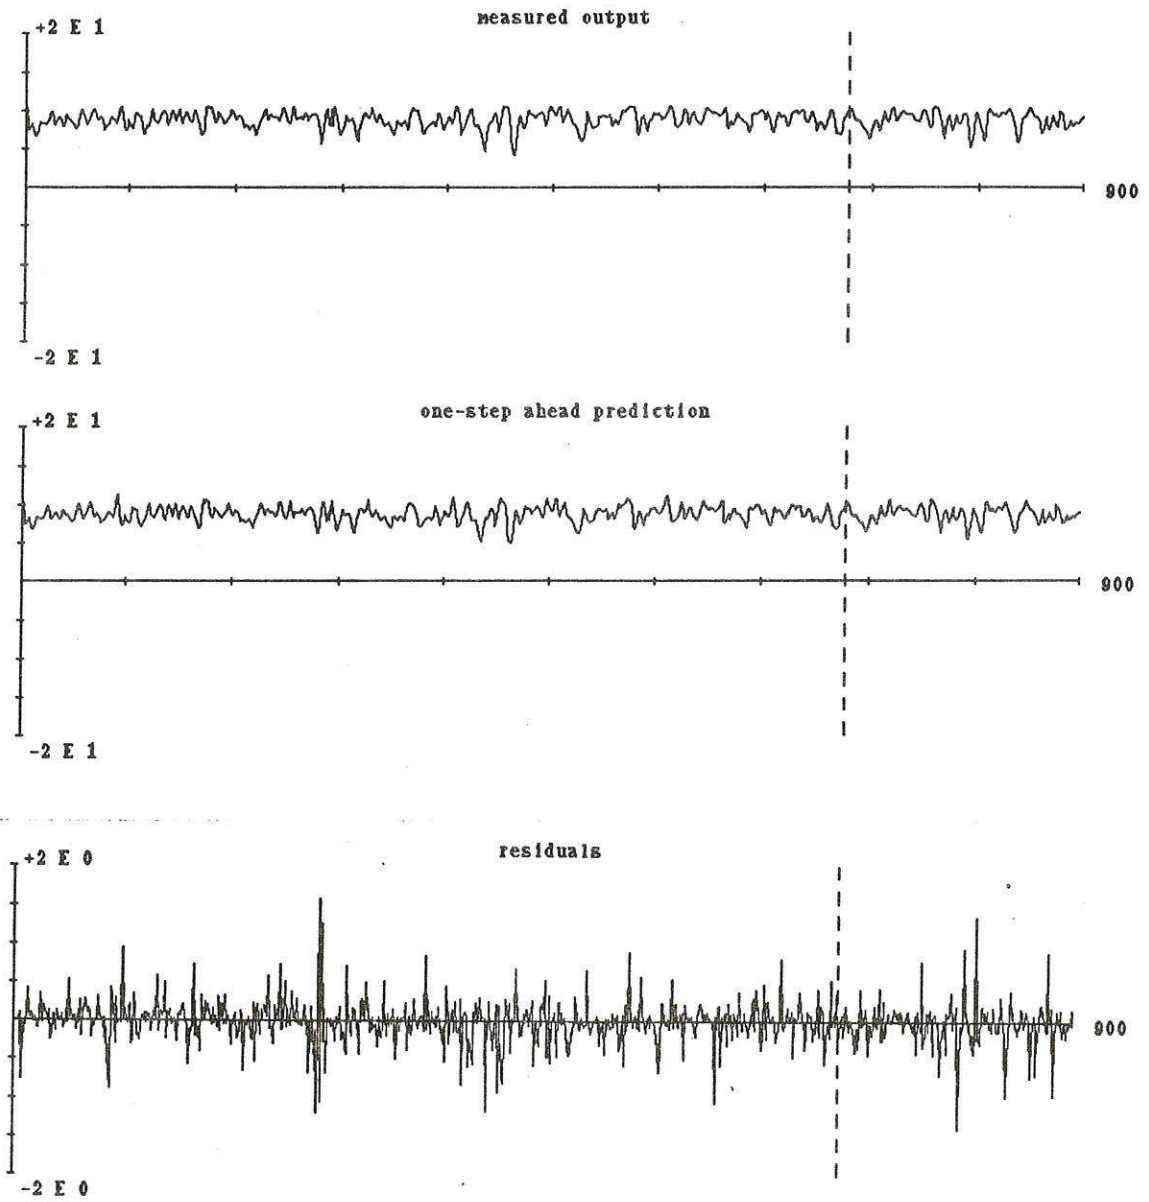 measured output
+2 E 1
900
-2 E 1
one-step ahead prediction
+2 E 1
900
-2 E 1
residuals
+2 E 0
900
-2 E 0